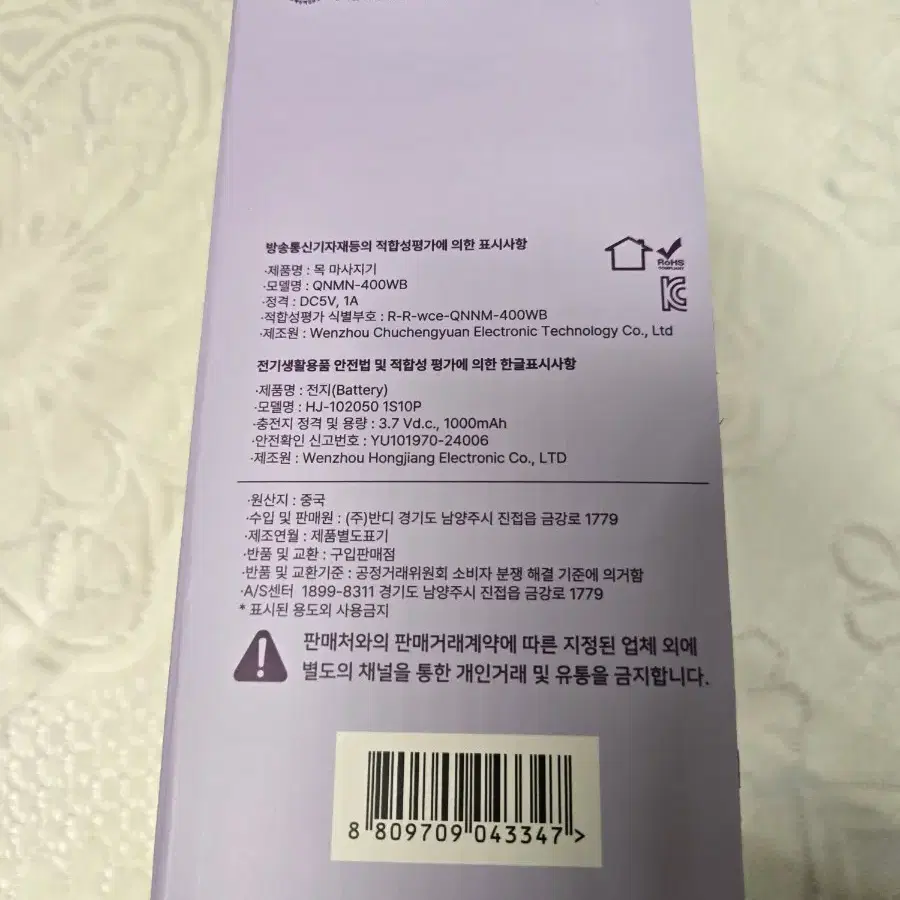 방송통신기자재등의 적합성평가에 의한 표시사항
·제품명 : 목 마사지기
·모델명 : QNMN-400WB
·정격 : DC5V, 1A
·적합성평가 식별부호 : R-R-wce-QNNM-400WB
·제조원 : Wenzhou Chuchengyuan Electronic Technology Co., Ltd
RoHS
COMPLIANT
전기생활용품 안전법 및 적합성 평가에 의한 한글표시사항
·제품명 : 전지(Battery)
·모델명 : HJ-102050 1S10P
·충전지 정격 및 용량 : 3.7 Vd.c., 1000mAh
·안전확인 신고번호 : YU101970-24006
·제조원 : Wenzhou Hongjiang Electronic Co., LTD
·원산지 : 중국
·수입 및 판매원 : (주)반디 경기도 남양주시 진접읍 금강로 1779
·제조연월 : 제품별도표기
·반품 및 교환 : 구입판매점
·반품 및 교환기준 : 공정거래위원회 소비자 분쟁 해결 기준에 의거함
·A/S센터 1899-8311 경기도 남양주시 진접읍 금강로 1779
* 표시된 용도외 사용금지
판매처와의 판매거래계약에 따른 지정된 업체 외에
별도의 채널을 통한 개인거래 및 유통을 금지합니다.
8 809709 043347 >